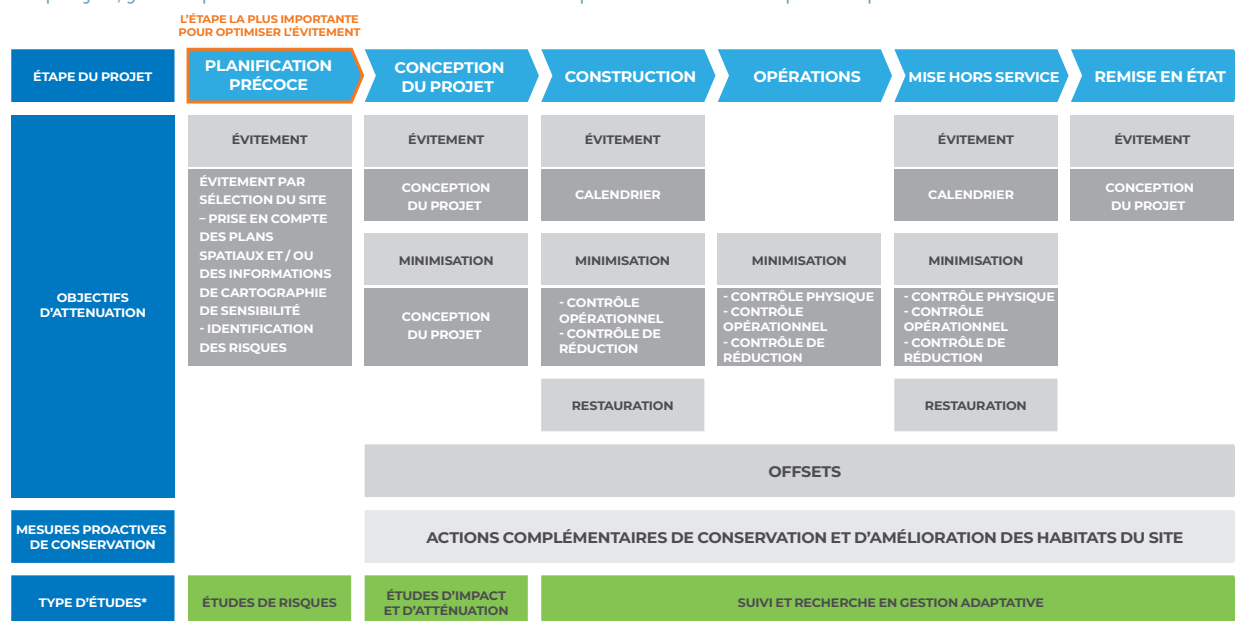 L'ÉTAPE LA PLUS IMPORTANTE
POUR OPTIMISER L'ÉVITEMENT
ÉTAPE DU PROJET
PLANIFICATION
PRÉCOCE
CONCEPTION
DU PROJET
CONSTRUCTION
OPÉRATIONS
MISE HORS SERVICE
REMISE EN ÉTAT
OBJECTIFS
D'ATTENUATION
ÉVITEMENT
ÉVITEMENT
ÉVITEMENT
ÉVITEMENT
ÉVITEMENT
ÉVITEMENT PAR
SÉLECTION DU SITE
– PRISE EN COMPTE
DES PLANS
SPATIAUX ET / OU
DES INFORMATIONS
DE CARTOGRAPHIE
DE SENSIBILITÉ
- IDENTIFICATION
DES RISQUES
CONCEPTION
DU PROJET
CALENDRIER
CALENDRIER
CONCEPTION
DU PROJET
MINIMISATION
MINIMISATION
MINIMISATION
MINIMISATION
CONCEPTION
DU PROJET
- CONTRÔLE
OPÉRATIONNEL
- CONTRÔLE DE
RÉDUCTION
- CONTRÔLE PHYSIQUE
- CONTRÔLE
OPÉRATIONNEL
- CONTRÔLE DE
RÉDUCTION
- CONTRÔLE PHYSIQUE
- CONTRÔLE
OPÉRATIONNEL
- CONTRÔLE DE
RÉDUCTION
RESTAURATION
RESTAURATION
OFFSETS
MESURES PROACTIVES
DE CONSERVATION
ACTIONS COMPLÉMENTAIRES DE CONSERVATION ET D'AMÉLIORATION DES HABITATS DU SITE
TYPE D'ÉTUDES*
ÉTUDES DE RISQUES
ÉTUDES D'IMPACT
ET D'ATTÉNUATION
SUIVI ET RECHERCHE EN GESTION ADAPTATIVE